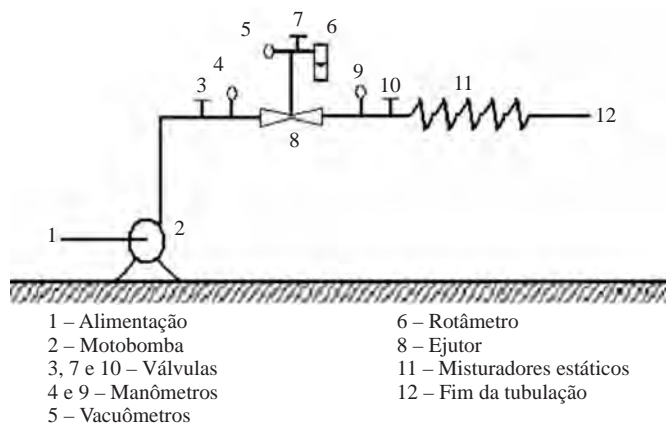 7
6
5
4
3
9
10
11
8
12
1
2
1 – Alimentação
2 – Motobomba
3, 7 e 10 – Válvulas
4 e 9 – Manômetros
5 – Vacuômetros
6 – Rotâmetro
8 – Ejutor
11 – Misturadores estáticos
12 – Fim da tubulação